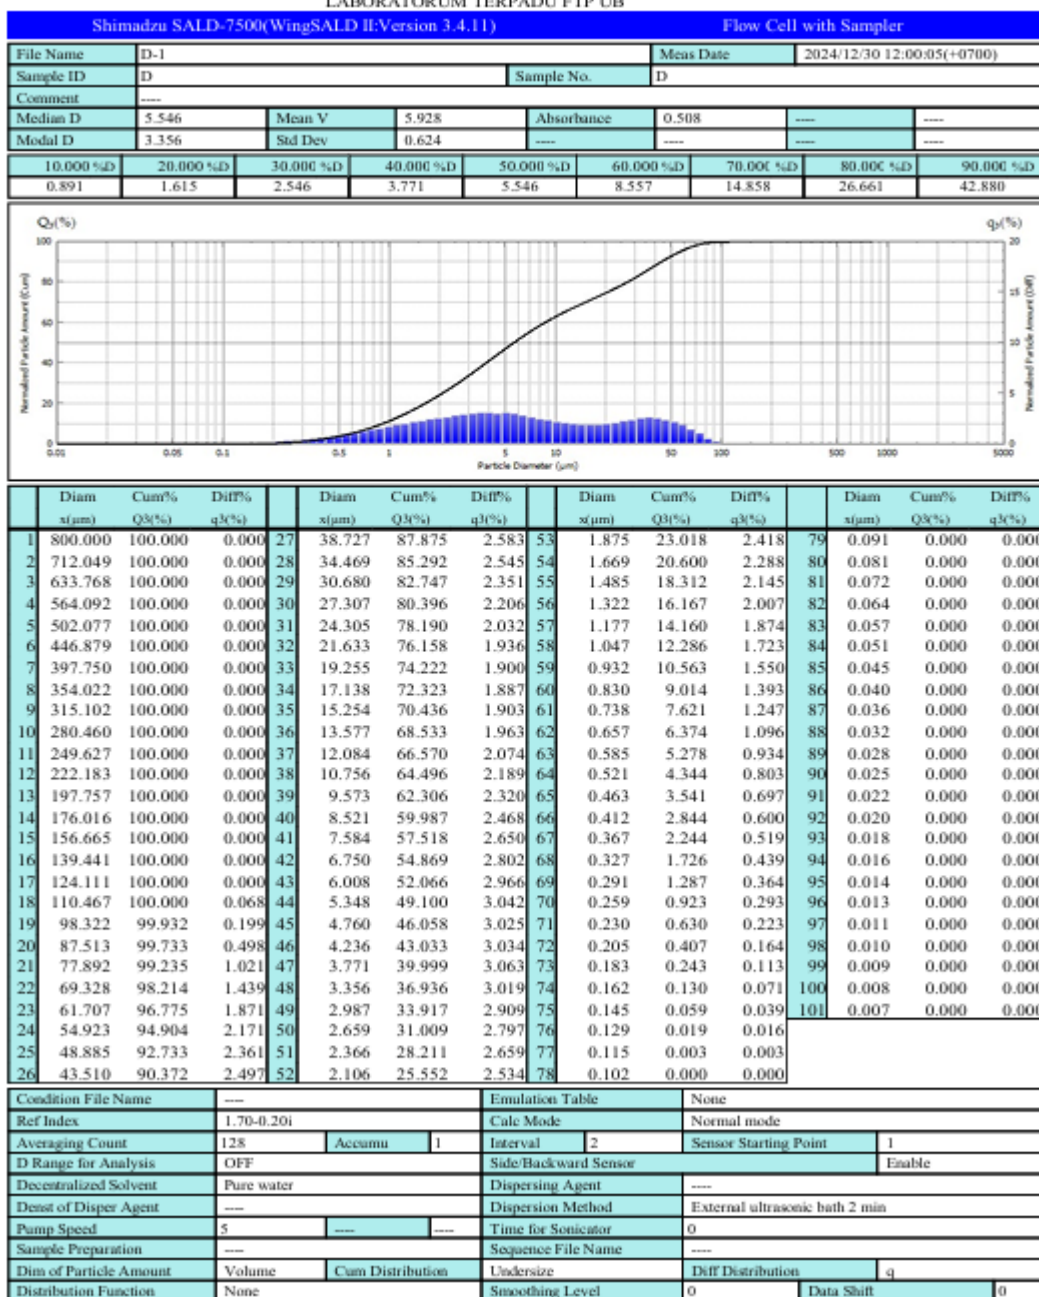 LABORATORIUM TERPADU FTP UB
Shimadzu SALD-7500(WingSALD II:Version 3.4.11) Flow Cell with Sampler
File Name D-1 Meas Date 2024/12/30 12:00:05(+0700)
Sample ID D Sample No. D
Comment ----
Median D 5.546 Mean V 5.928 Absorbance 0.508 ---- ----
Modal D 3.356 Std Dev 0.624 ---- ---- ---- ----
10.000 %D 20.000 %D 30.000 %D 40.000 %D 50.000 %D 60.000 %D 70.000 %D 80.000 %D 90.000 %D
0.891 1.615 2.546 3.771 5.546 8.557 14.858 26.661 42.880
Q3(%) q3(%)
100 20
80
15
60
10
40
5
20
0 0
Normalized Particle Amount (Cum)
Normalized Particle Amount (Diff)
0.01 0.05 0.1 0.5 1 5 10 50 100 500 1000 5000
Particle Diameter (μm)
Diam Cum% Diff% Diam Cum% Diff% Diam Cum% Diff% Diam Cum% Diff%
x(μm) Q3(%) q3(%) x(μm) Q3(%) q3(%) x(μm) Q3(%) q3(%) x(μm) Q3(%) q3(%)
1 800.000 100.000 0.000 27 38.727 87.875 2.583 53 1.875 23.018 2.418 79 0.091 0.000 0.000
2 712.049 100.000 0.000 28 34.469 85.292 2.545 54 1.669 20.600 2.288 80 0.081 0.000 0.000
3 633.768 100.000 0.000 29 30.680 82.747 2.351 55 1.485 18.312 2.145 81 0.072 0.000 0.000
4 564.092 100.000 0.000 30 27.307 80.396 2.206 56 1.322 16.167 2.007 82 0.064 0.000 0.000
5 502.077 100.000 0.000 31 24.305 78.190 2.032 57 1.177 14.160 1.874 83 0.057 0.000 0.000
6 446.879 100.000 0.000 32 21.633 76.158 1.936 58 1.047 12.286 1.723 84 0.051 0.000 0.000
7 397.750 100.000 0.000 33 19.255 74.222 1.900 59 0.932 10.563 1.550 85 0.045 0.000 0.000
8 354.022 100.000 0.000 34 17.138 72.323 1.887 60 0.830 9.014 1.393 86 0.040 0.000 0.000
9 315.102 100.000 0.000 35 15.254 70.436 1.903 61 0.738 7.621 1.247 87 0.036 0.000 0.000
10 280.460 100.000 0.000 36 13.577 68.533 1.963 62 0.657 6.374 1.096 88 0.032 0.000 0.000
11 249.627 100.000 0.000 37 12.084 66.570 2.074 63 0.585 5.278 0.934 89 0.028 0.000 0.000
12 222.183 100.000 0.000 38 10.756 64.496 2.189 64 0.521 4.344 0.803 90 0.025 0.000 0.000
13 197.757 100.000 0.000 39 9.573 62.306 2.320 65 0.463 3.541 0.697 91 0.022 0.000 0.000
14 176.016 100.000 0.000 40 8.521 59.987 2.468 66 0.412 2.844 0.600 92 0.020 0.000 0.000
15 156.665 100.000 0.000 41 7.584 57.518 2.650 67 0.367 2.244 0.519 93 0.018 0.000 0.000
16 139.441 100.000 0.000 42 6.750 54.869 2.802 68 0.327 1.726 0.439 94 0.016 0.000 0.000
17 124.111 100.000 0.000 43 6.008 52.066 2.966 69 0.291 1.287 0.364 95 0.014 0.000 0.000
18 110.467 100.000 0.068 44 5.348 49.100 3.042 70 0.259 0.923 0.293 96 0.013 0.000 0.000
19 98.322 99.932 0.199 45 4.760 46.058 3.025 71 0.230 0.630 0.223 97 0.011 0.000 0.000
20 87.513 99.733 0.498 46 4.236 43.033 3.034 72 0.205 0.407 0.164 98 0.010 0.000 0.000
21 77.892 99.235 1.021 47 3.771 39.999 3.063 73 0.183 0.243 0.113 99 0.009 0.000 0.000
22 69.328 98.214 1.439 48 3.356 36.936 3.019 74 0.162 0.130 0.071 100 0.008 0.000 0.000
23 61.707 96.775 1.871 49 2.987 33.917 2.909 75 0.145 0.059 0.039 101 0.007 0.000 0.000
24 54.923 94.904 2.171 50 2.659 31.009 2.797 76 0.129 0.019 0.016
25 48.885 92.733 2.361 51 2.366 28.211 2.659 77 0.115 0.003 0.003
26 43.510 90.372 2.497 52 2.106 25.552 2.534 78 0.102 0.000 0.000
Condition File Name ---- Emulation Table None
Ref Index 1.70-0.20i Calc Mode Normal mode
Averaging Count 128 Accumu 1 Interval 2 Sensor Starting Point 1
D Range for Analysis OFF Side/Backward Sensor Enable
Decentralized Solvent Pure water Dispersing Agent ----
Denst of Disper Agent ---- Dispersion Method External ultrasonic bath 2 min
Pump Speed 5 ---- ---- Time for Sonicator 0
Sample Preparation ---- Sequence File Name ----
Dim of Particle Amount Volume Cum Distribution Undersize Diff Distribution q
Distribution Function None Smoothing Level 0 Data Shift 0